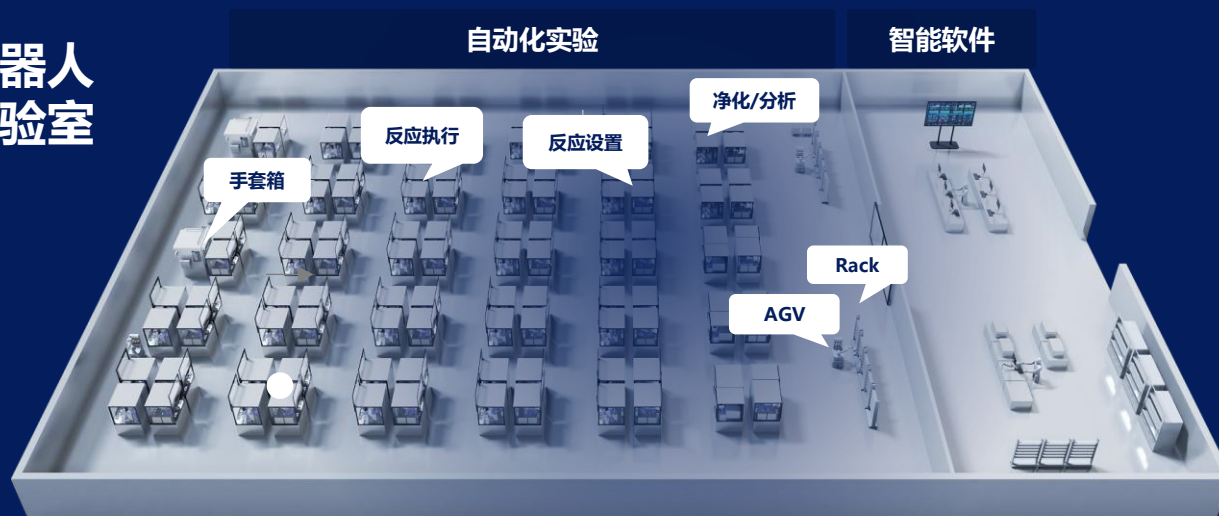 器人
验室
自动化实验
智能软件
净化/分析
反应执行
反应设置
手套箱
Rack
AGV